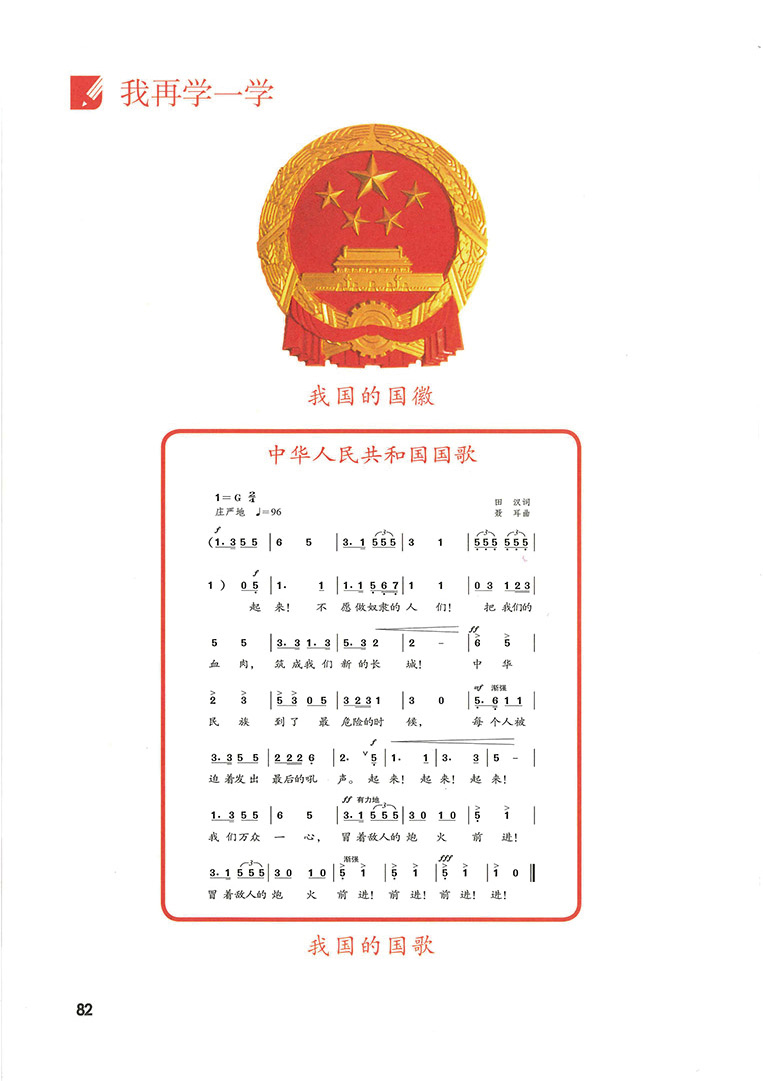 我再学一学
我国的国徽
中华人民共和国国歌
1=G 2/4
田 汉词
庄严地 ♩=96
聂 耳曲
f
(1. 3 5 5 | 6 5 | 3. 1 5 5 5 | 3 1 | 5 5 5 5 5 5 |
f
1 ) 0 5 | 1. 1 | 1. 1 5 6 7 | 1 1 | 0 3 1 2 3 |
起来! 不 愿做奴隶的 人 们! 把 我们的
ff
5 5 | 3. 3 1. 3 | 5. 3 2 | 2 - | 6 5 |
血 肉, 筑成我们 新的长 城! 中 华
mf 渐强
2 3 | 5 3 0 5 | 3 2 3 1 | 3 0 | 5. 6 1 1 |
民 族 到了 最 危险的时 候, 每个人被
f
3. 3 5 5 | 2 2 2 6 | 2. 5 | 1. 1 | 3. 3 | 5 - |
迫着发出 最后的吼 声。 起来! 起来! 起来!
ff 有力地
1. 3 5 5 | 6 5 | 3. 1 5 5 5 | 3 0 1 0 | 5 1 |
我们万众 一 心, 冒着敌人的 炮 火 前 进!
渐强 fff
3. 1 5 5 5 | 3 0 1 0 | 5 1 | 5 1 | 5 1 | 1 0 ‖
冒着敌人的 炮 火 前 进! 前 进! 前 进! 进!
我国的国歌
82